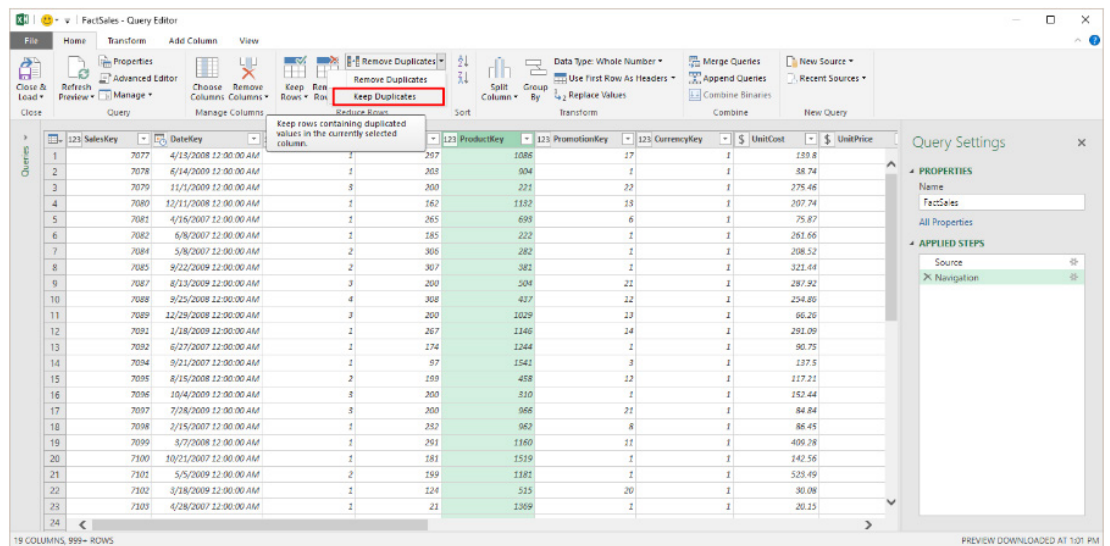 FactSales - Query Editor
File Home Transform Add Column View
Close & Load
Refresh Preview
Properties
Advanced Editor
Manage
Choose Columns
Remove Columns
Keep Rows
Remove Duplicates
Remove Duplicates
Keep Duplicates
Split Column
Group By
Data Type: Whole Number
Use First Row As Headers
Replace Values
Merge Queries
Append Queries
Combine Binaries
New Source
Recent Sources
Close Query Manage Columns Reduce Rows Sort Transform Combine New Query
Keep rows containing duplicated
values in the currently selected
column.
Queries
123 SalesKey DateKey 123 ProductKey 123 PromotionKey 123 CurrencyKey $ UnitCost $ UnitPrice
1 7077 4/13/2008 12:00:00 AM 1 297 1086 17 1 139.8
2 7078 6/14/2008 12:00:00 AM 1 203 904 1 1 38.74
3 7079 11/1/2009 12:00:00 AM 3 200 221 22 1 275.46
4 7080 12/11/2008 12:00:00 AM 1 162 1132 13 1 207.74
5 7081 4/16/2007 12:00:00 AM 1 265 693 6 1 75.87
6 7082 6/8/2007 12:00:00 AM 1 185 222 1 1 261.66
7 7084 5/8/2007 12:00:00 AM 2 306 282 1 1 208.52
8 7085 9/22/2009 12:00:00 AM 2 307 381 1 1 321.44
9 7087 8/13/2009 12:00:00 AM 3 200 504 21 1 287.92
10 7088 9/25/2008 12:00:00 AM 4 308 437 12 1 254.86
11 7089 12/29/2008 12:00:00 AM 3 200 1029 13 1 66.26
12 7091 1/18/2009 12:00:00 AM 1 267 1146 14 1 291.09
13 7092 6/27/2007 12:00:00 AM 1 174 1244 1 1 90.75
14 7094 9/21/2007 12:00:00 AM 1 97 1541 3 1 137.5
15 7095 8/15/2008 12:00:00 AM 2 199 458 12 1 117.21
16 7096 10/4/2009 12:00:00 AM 3 200 310 1 1 152.44
17 7097 7/28/2009 12:00:00 AM 3 200 966 21 1 84.84
18 7098 2/15/2007 12:00:00 AM 1 232 962 8 1 86.45
19 7099 3/7/2008 12:00:00 AM 1 291 1160 11 1 409.28
20 7100 10/21/2007 12:00:00 AM 1 181 1519 1 1 142.56
21 7101 5/5/2009 12:00:00 AM 2 199 1181 1 1 523.49
22 7102 3/18/2009 12:00:00 AM 1 124 515 20 1 30.08
23 7103 4/28/2007 12:00:00 AM 1 21 1369 1 1 20.15
24
Query Settings
PROPERTIES
Name
FactSales
All Properties
APPLIED STEPS
Source
Navigation
19 COLUMNS, 999+ ROWS
PREVIEW DOWNLOADED AT 1:01 PM